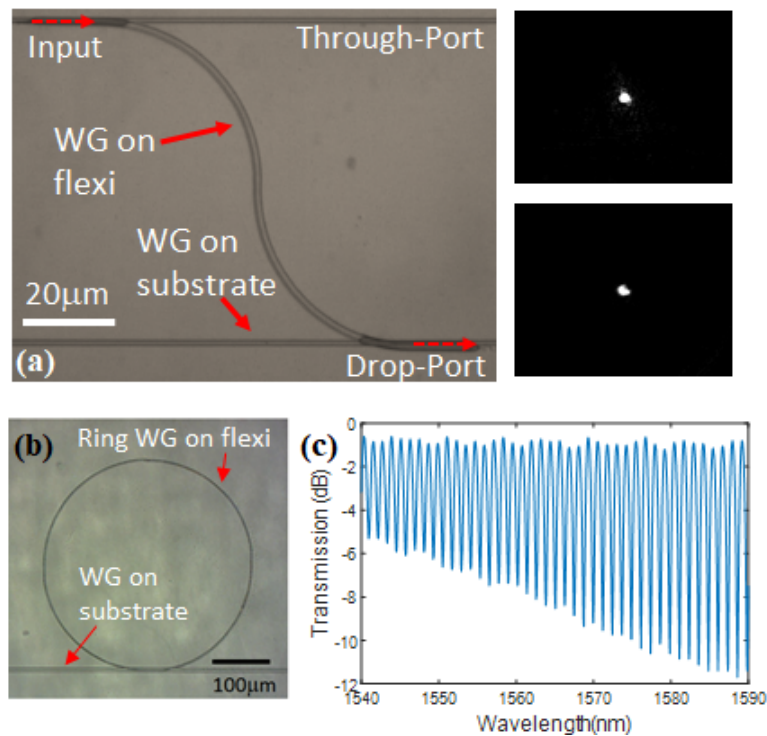 Input
Through-Port
WG on
flexi
WG on
substrate
20μm
(a)
Drop-Port
(b)
Ring WG on flexi
WG on
substrate
100μm
(c)
Transmission (dB)
0
-2
-4
-6
-8
-10
-12
1540
1550
1560
1570
1580
1590
Wavelength(nm)